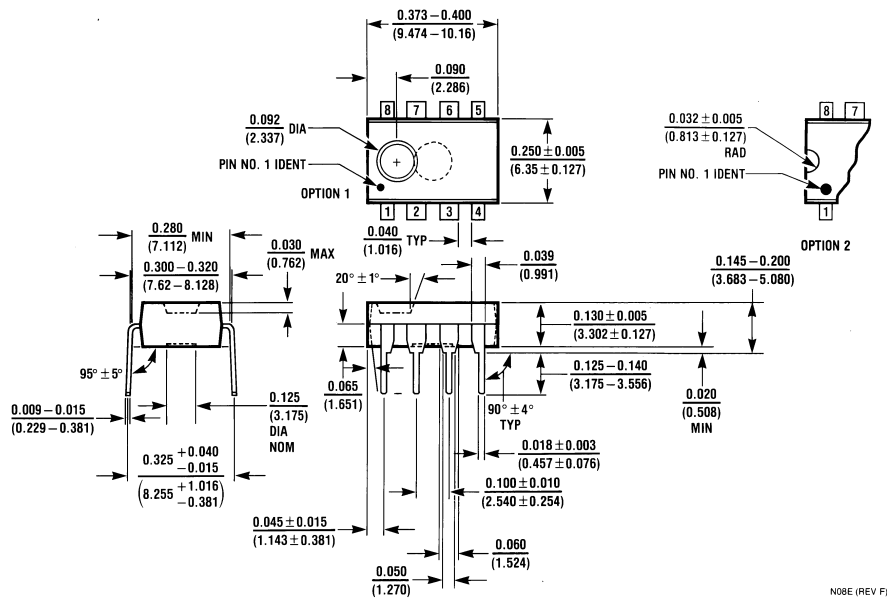 0.373 – 0.400
(9.474 – 10.16)
0.090
(2.286)
8 7 6 5
0.092
(2.337) DIA
PIN NO. 1 IDENT
OPTION 1
1 2 3 4
0.250 ± 0.005
(6.35 ± 0.127)
8 7
0.032 ± 0.005
(0.813 ± 0.127)
RAD
PIN NO. 1 IDENT
1
OPTION 2
0.280
(7.112) MIN
0.300 – 0.320
(7.62 – 8.128)
0.030
(0.762) MAX
0.040
(1.016) TYP
20° ± 1°
0.039
(0.991)
0.145 – 0.200
(3.683 – 5.080)
0.130 ± 0.005
(3.302 ± 0.127)
0.125 – 0.140
(3.175 – 3.556)
0.020
(0.508)
MIN
95° ± 5°
0.009 – 0.015
(0.229 – 0.381)
0.125
(3.175)
DIA
NOM
0.065
(1.651)
90° ± 4°
TYP
0.325 +0.040
−0.015
(8.255 +1.016
−0.381)
0.018 ± 0.003
(0.457 ± 0.076)
0.100 ± 0.010
(2.540 ± 0.254)
0.045 ± 0.015
(1.143 ± 0.381)
0.060
(1.524)
0.050
(1.270)
N08E (REV F)